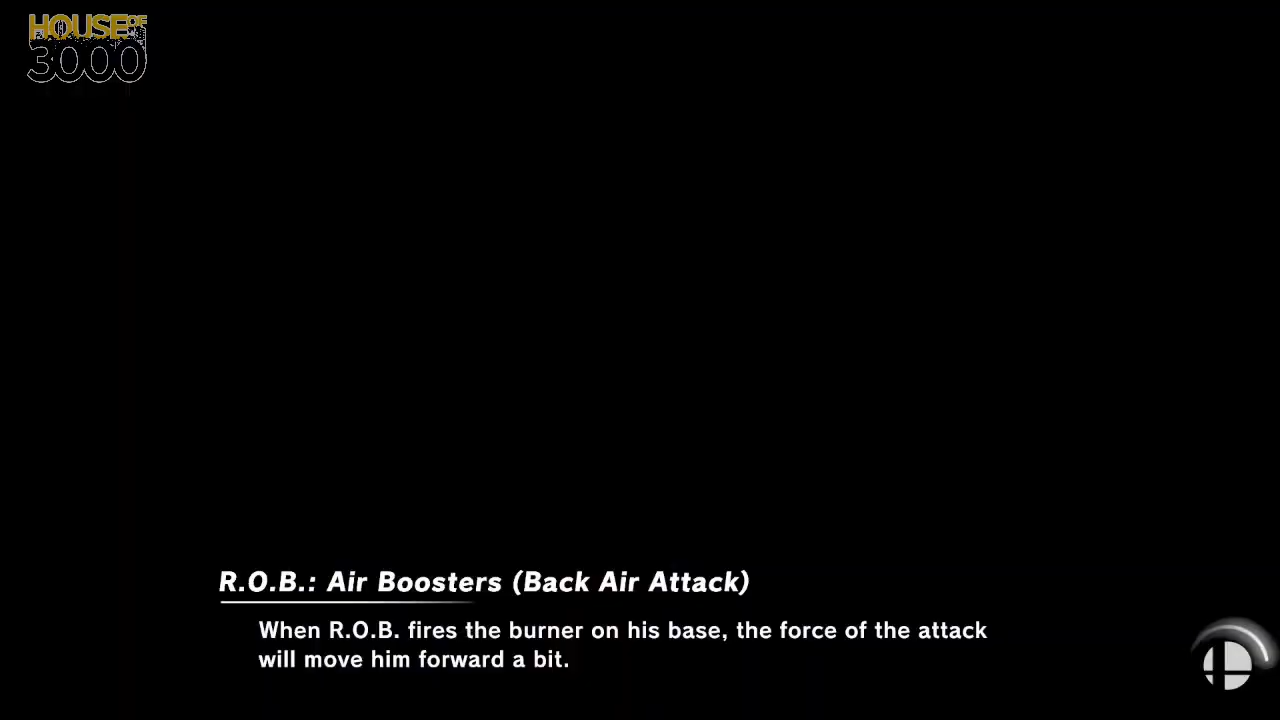 HOUSE OF
3000
R.O.B.: Air Boosters (Back Air Attack)
When R.O.B. fires the burner on his base, the force of the attack
will move him forward a bit.